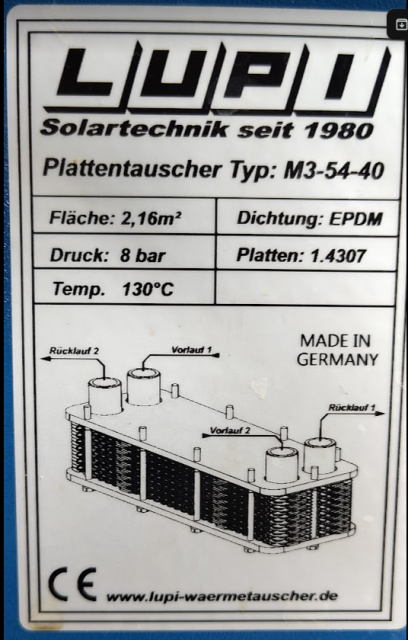 LUPI
Solartechnik seit 1980
Plattentauscher Typ: M3-54-40
Fläche: 2,16m² Dichtung: EPDM
Druck: 8 bar Platten: 1.4307
Temp. 130°C
MADE IN
GERMANY
Rücklauf 2 Vorlauf 1
Rücklauf 1
Vorlauf 2
CE www.lupi-waermetauscher.de